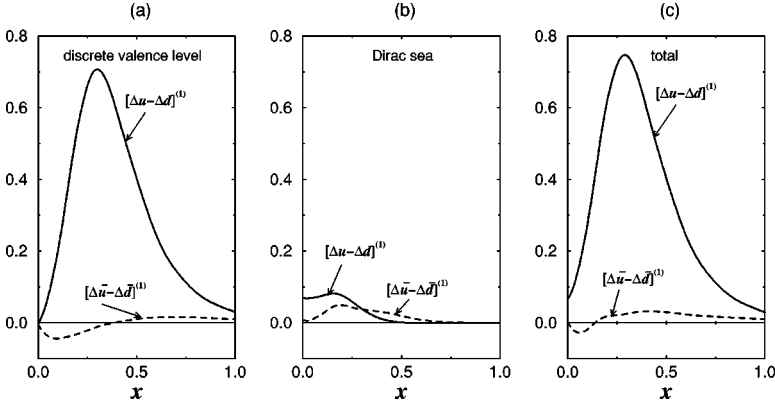 (a)
(b)
(c)
0.8
0.6
0.4
0.2
0.0
discrete valence level
[Δu−Δd]⁽¹⁾
[Δū−Δd̄]⁽¹⁾
0.0 0.5 1.0
x
0.8
0.6
0.4
0.2
0.0
Dirac sea
[Δu−Δd]⁽¹⁾
[Δū−Δd̄]⁽¹⁾
0.0 0.5 1.0
x
0.8
0.6
0.4
0.2
0.0
total
[Δu−Δd]⁽¹⁾
[Δū−Δd̄]⁽¹⁾
0.0 0.5 1.0
x